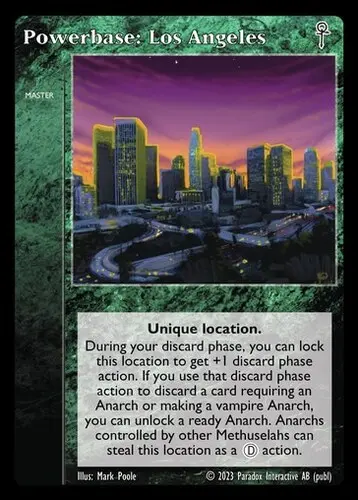 Powerbase: Los Angeles
MASTER
Unique location.
During your discard phase, you can lock
this location to get +1 discard phase
action. If you use that discard phase
action to discard a card requiring an
Anarch or making a vampire Anarch,
you can unlock a ready Anarch. Anarchs
controlled by other Methuselahs can
steal this location as a Ⓓ action.
Illus: Mark Poole
© 2023 Paradox Interactive AB (publ)